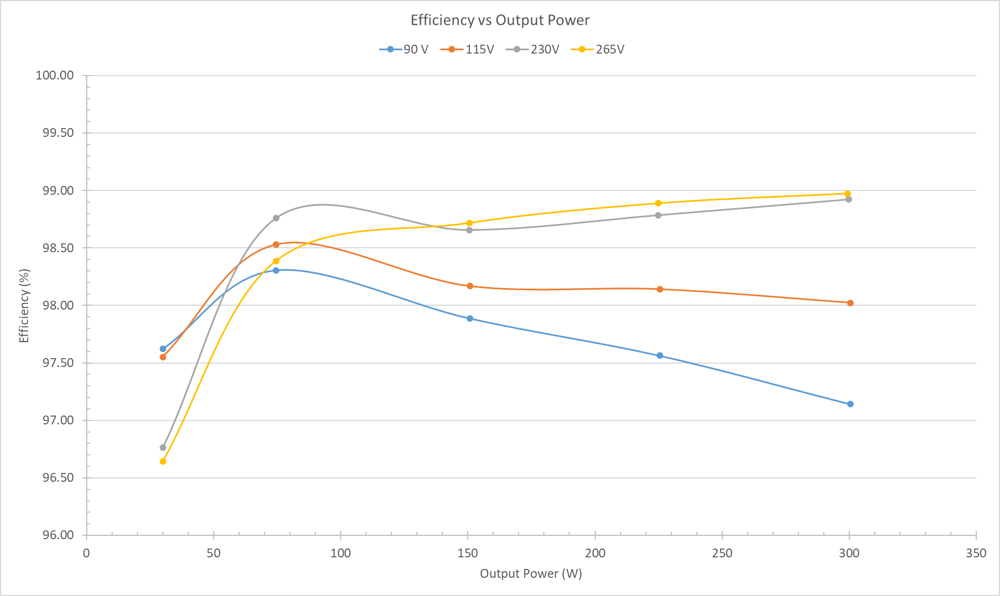 Efficiency vs Output Power
90 V 115V 230V 265V
100.00
99.50
99.00
98.50
98.00
97.50
97.00
96.50
96.00
Efficiency (%)
0 50 100 150 200 250 300 350
Output Power (W)